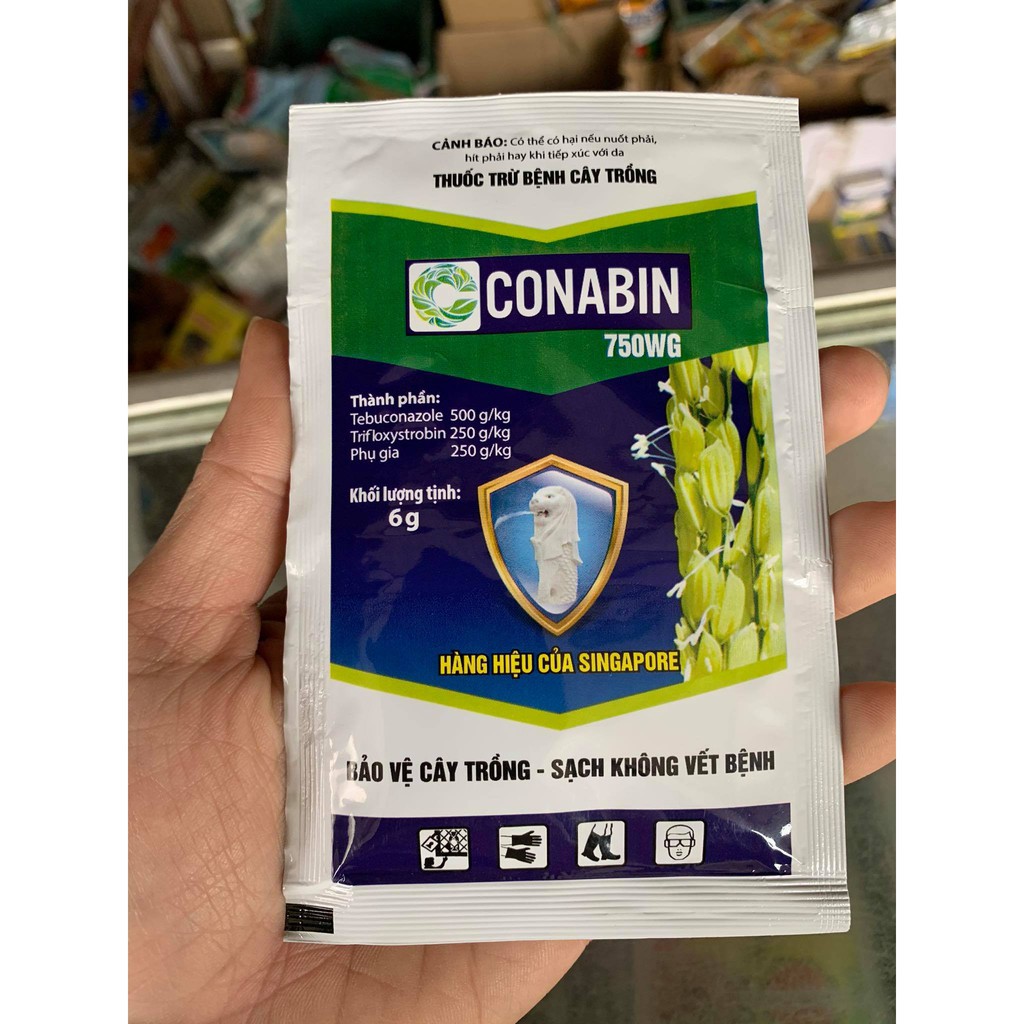 CẢNH BÁO: Có thể có hại nếu nuốt phải,
hít phải hay khi tiếp xúc với da
THUỐC TRỪ BỆNH CÂY TRỒNG
CONABIN
750WG
Thành phần:
Tebuconazole 500 g/kg
Trifloxystrobin 250 g/kg
Phụ gia 250 g/kg
Khối lượng tịnh:
6g
HÀNG HIỆU CỦA SINGAPORE
BẢO VỆ CÂY TRỒNG - SẠCH KHÔNG VẾT BỆNH